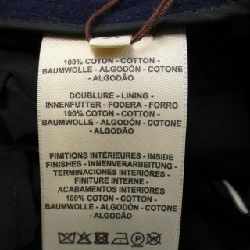 100% COTON - COTTON -
BAUMWOLLE - ALGODÓN - COTONE
- ALGODÃO
DOUBLURE - LINING -
INNENFUTTER - FODERA - FORRO
100% COTON - COTTON -
BAUMWOLLE - ALGODÓN - COTONE
- ALGODÃO
FINITIONS INTÉRIEURES - INSIDE
FINISHES - INNENVERARBEITUNG -
TERMINACIONES INTERIORES -
FINITURE INTERNE -
ACABAMENTOS INTERIORES
100% COTON - COTTON -
BAUMWOLLE - ALGODÓN - COTONE
- ALGODÃO